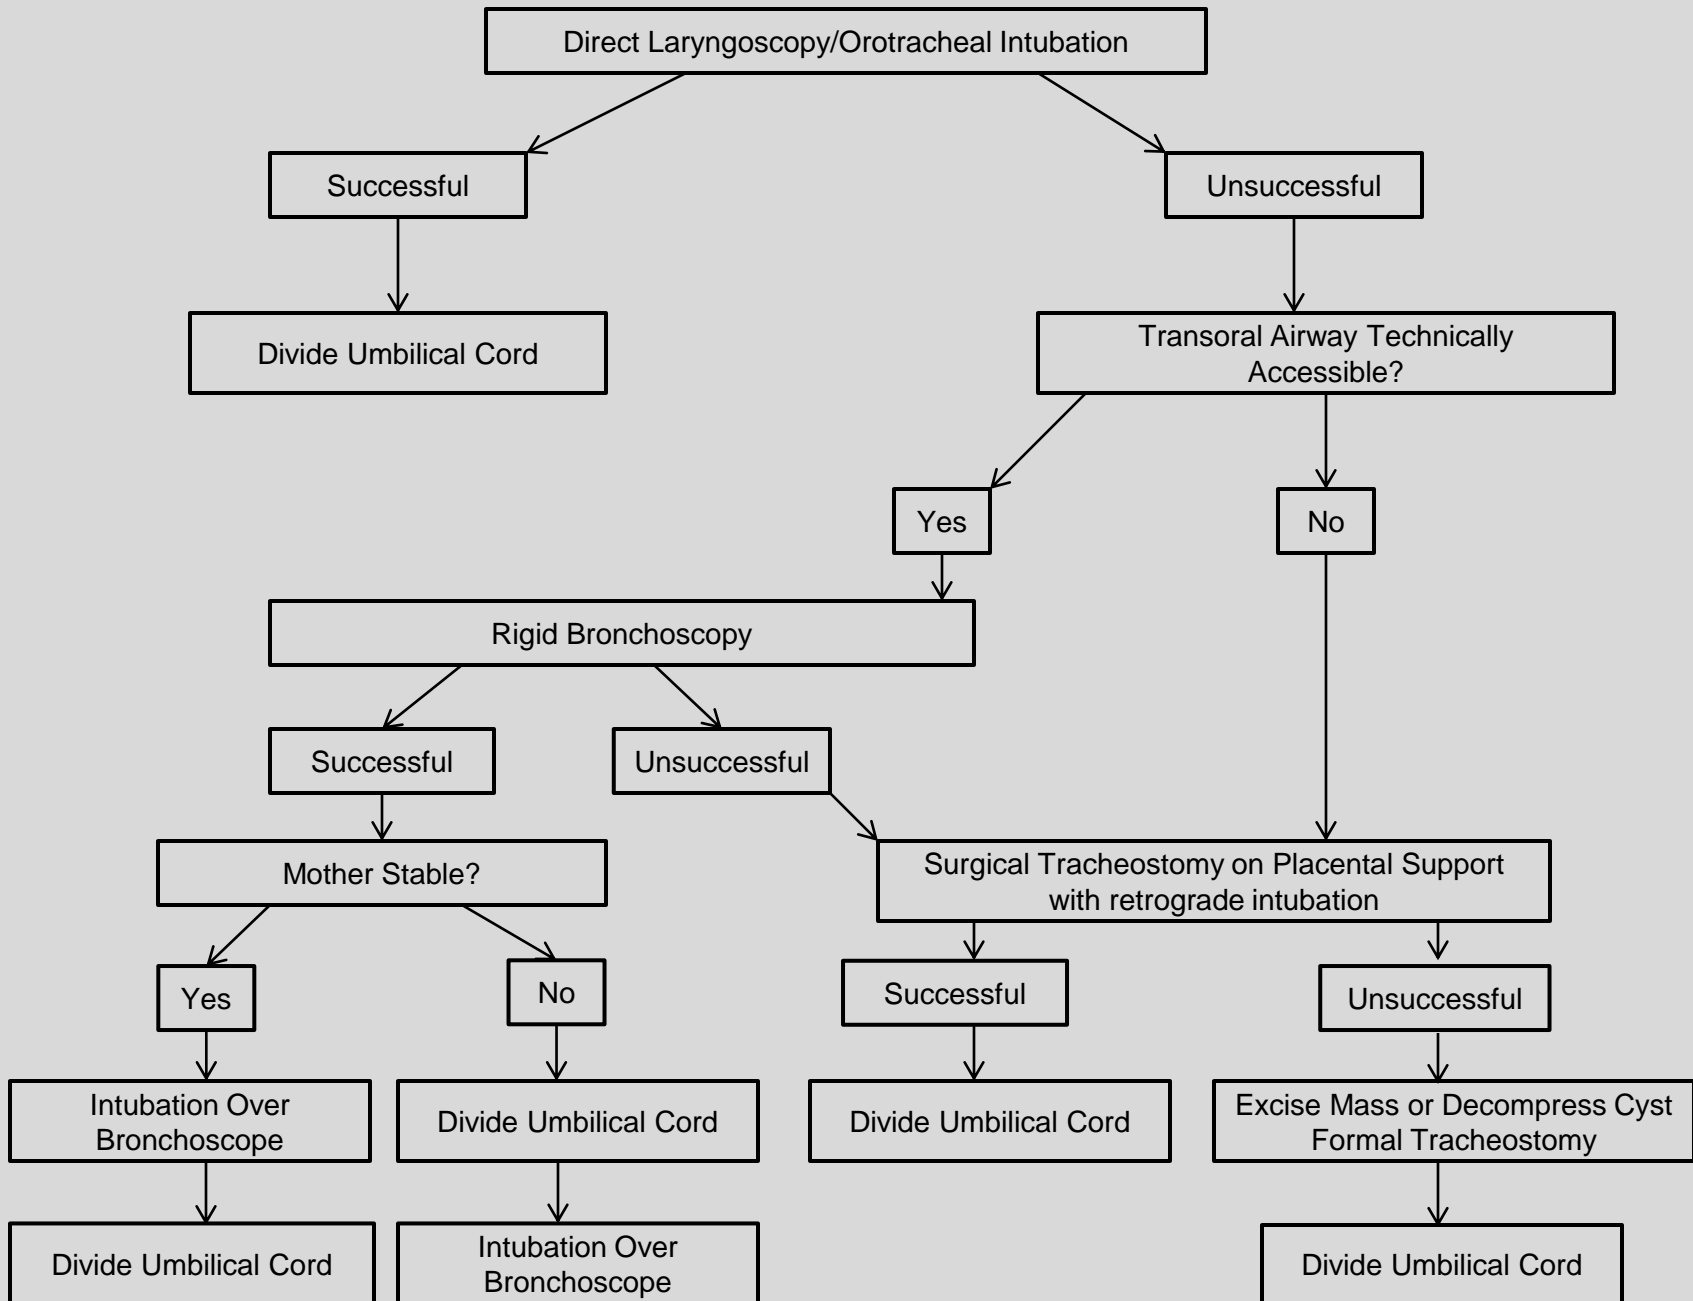 Direct Laryngoscopy/Orotracheal Intubation
Successful
Unsuccessful
Divide Umbilical Cord
Transoral Airway Technically
Accessible?
Yes
No
Rigid Bronchoscopy
Successful
Unsuccessful
Mother Stable?
Surgical Tracheostomy on Placental Support
with retrograde intubation
Yes
No
Successful
Unsuccessful
Intubation Over
Bronchoscope
Divide Umbilical Cord
Divide Umbilical Cord
Excise Mass or Decompress Cyst
Formal Tracheostomy
Divide Umbilical Cord
Intubation Over
Bronchoscope
Divide Umbilical Cord